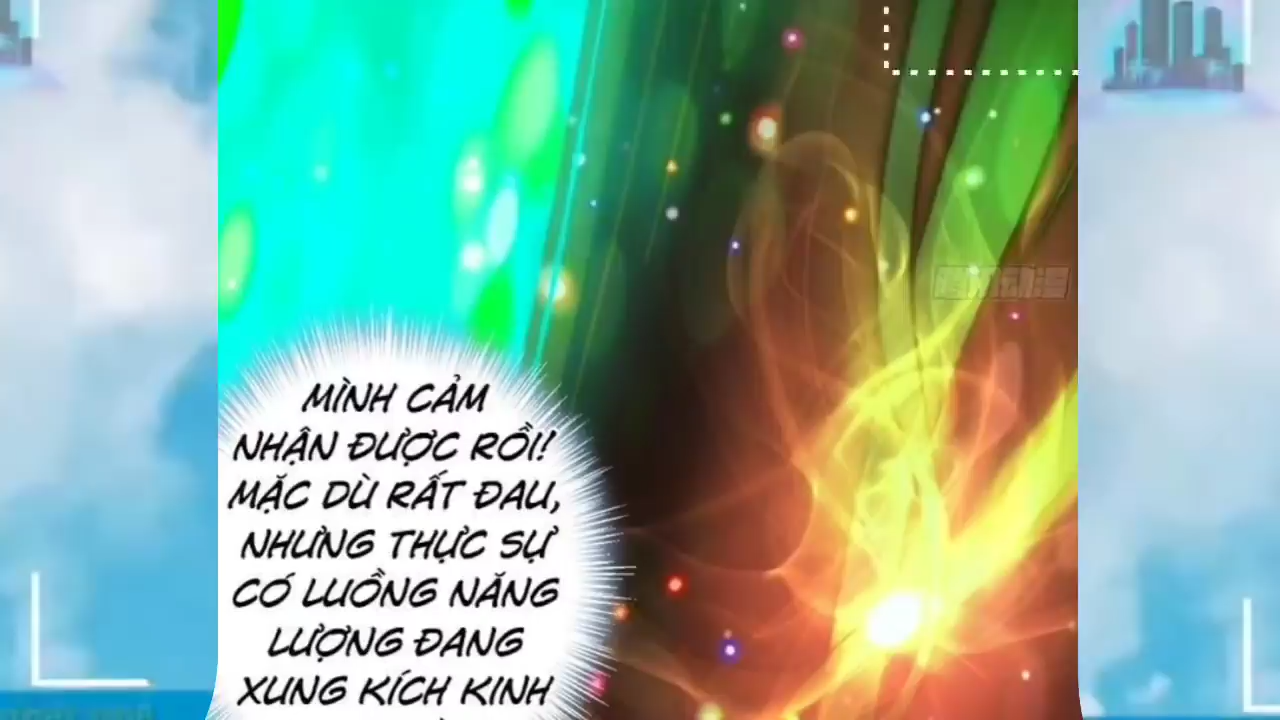 MÌNH CẢM
NHẬN ĐƯỢC RỒI!
MẶC DÙ RẤT ĐAU,
NHƯNG THỰC SỰ
CÓ LUỒNG NĂNG
LƯỢNG ĐANG
XUNG KÍCH KINH